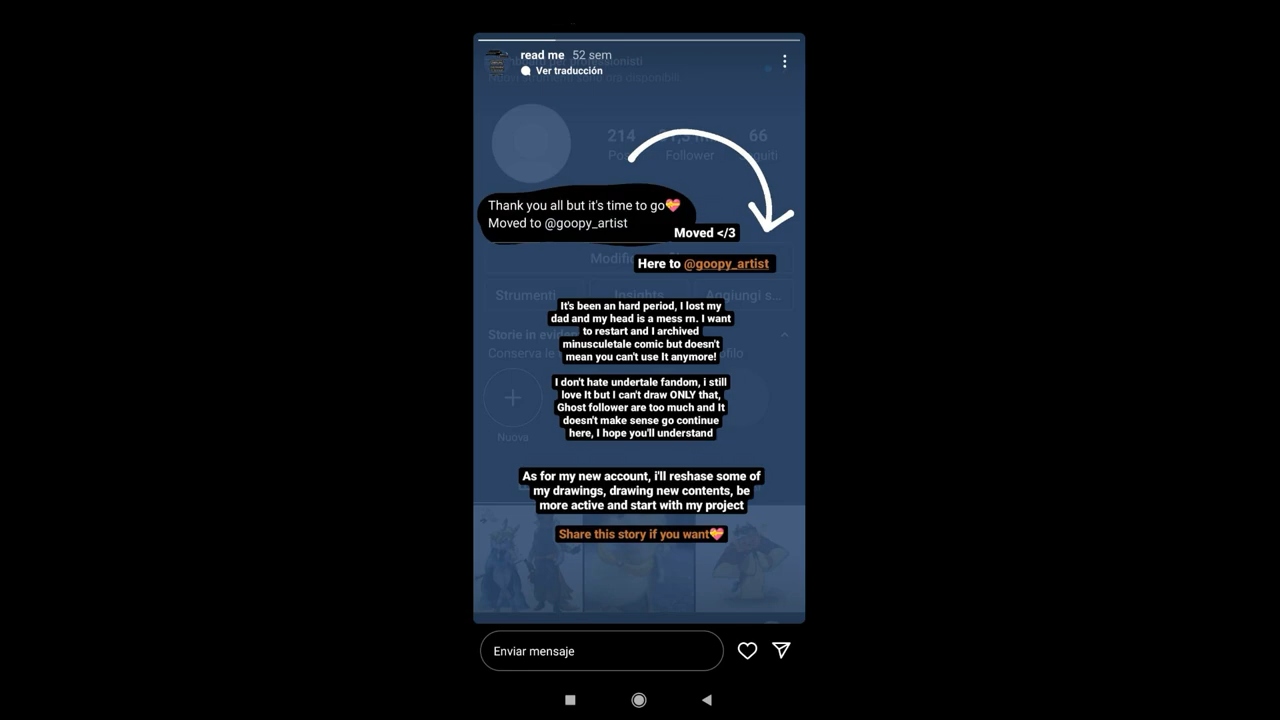 read me 52 sem
Ver traducción
214
66
Follower
Thank you all but it's time to go💝
Moved to @goopy_artist
Moved </3
Here to @goopy_artist
Strumenti
Insights
Aggiungi s...
It's been an hard period, I lost my
dad and my head is a mess rn. I want
to restart and I archived
minusculetale comic but doesn't
mean you can't use It anymore!
Storie in
Conserva le
I don't hate undertale fandom, i still
love It but I can't draw ONLY that,
Ghost follower are too much and It
doesn't make sense go continue
here, I hope you'll understand
Nuova
As for my new account, i'll reshase some of
my drawings, drawing new contents, be
more active and start with my project
Share this story if you want💝
Enviar mensaje